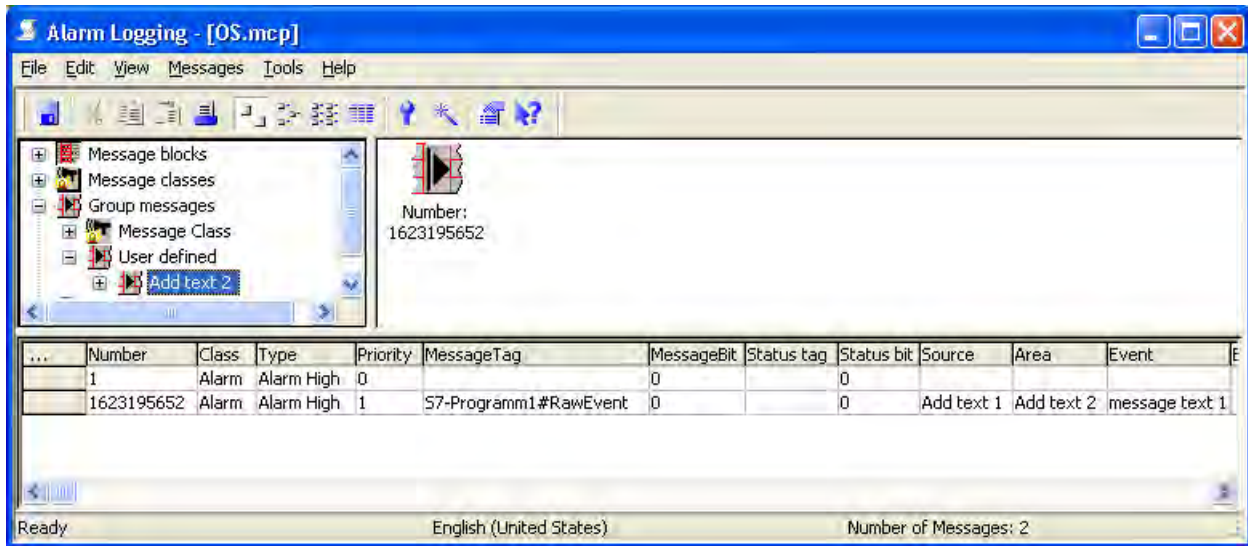 Alarm Logging - [OS.mcp]
File Edit View Messages Tools Help
Message blocks
Message classes
Group messages
Message Class
User defined
Add text 2
Number:
1623195652
... Number Class Type Priority MessageTag MessageBit Status tag Status bit Source Area Event E
1 Alarm Alarm High 0 0 0
1623195652 Alarm Alarm High 1 S7-Programm1#RawEvent 0 0 Add text 1 Add text 2 message text 1
Ready English (United States) Number of Messages: 2